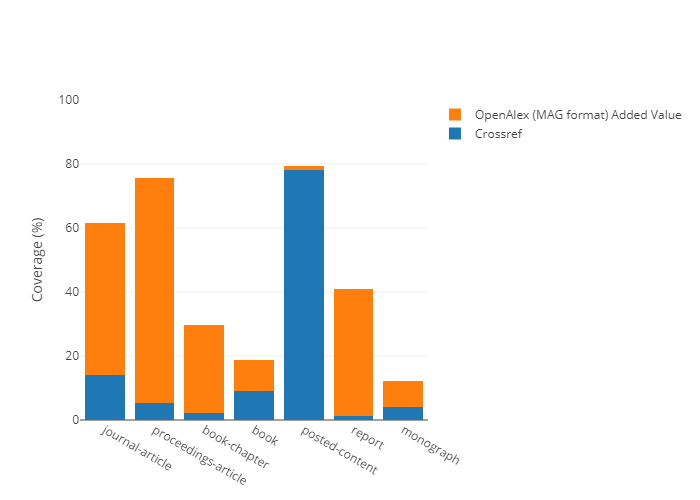 100
80
60
40
20
0
Coverage (%)
journal-article
proceedings-article
book-chapter
book
posted-content
report
monograph
OpenAlex (MAG format) Added Value
Crossref